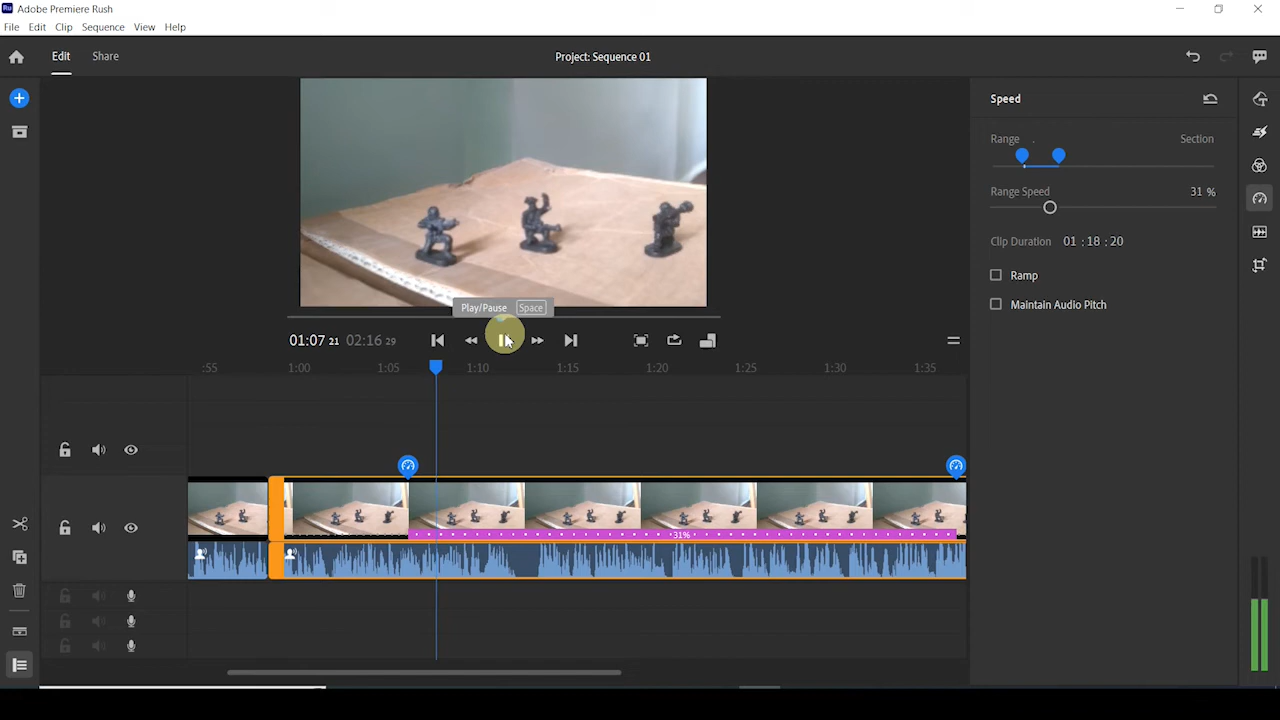 Ru Adobe Premiere Rush
File Edit Clip Sequence View Help
Edit Share Project: Sequence 01
Speed
Range Section
Range Speed 31 %
Clip Duration 01 : 18 : 20
Ramp
Maintain Audio Pitch
Play/Pause Space
01:07 21 02:16 29
:55 1:00 1:05 1:10 1:15 1:20 1:25 1:30 1:35
31%